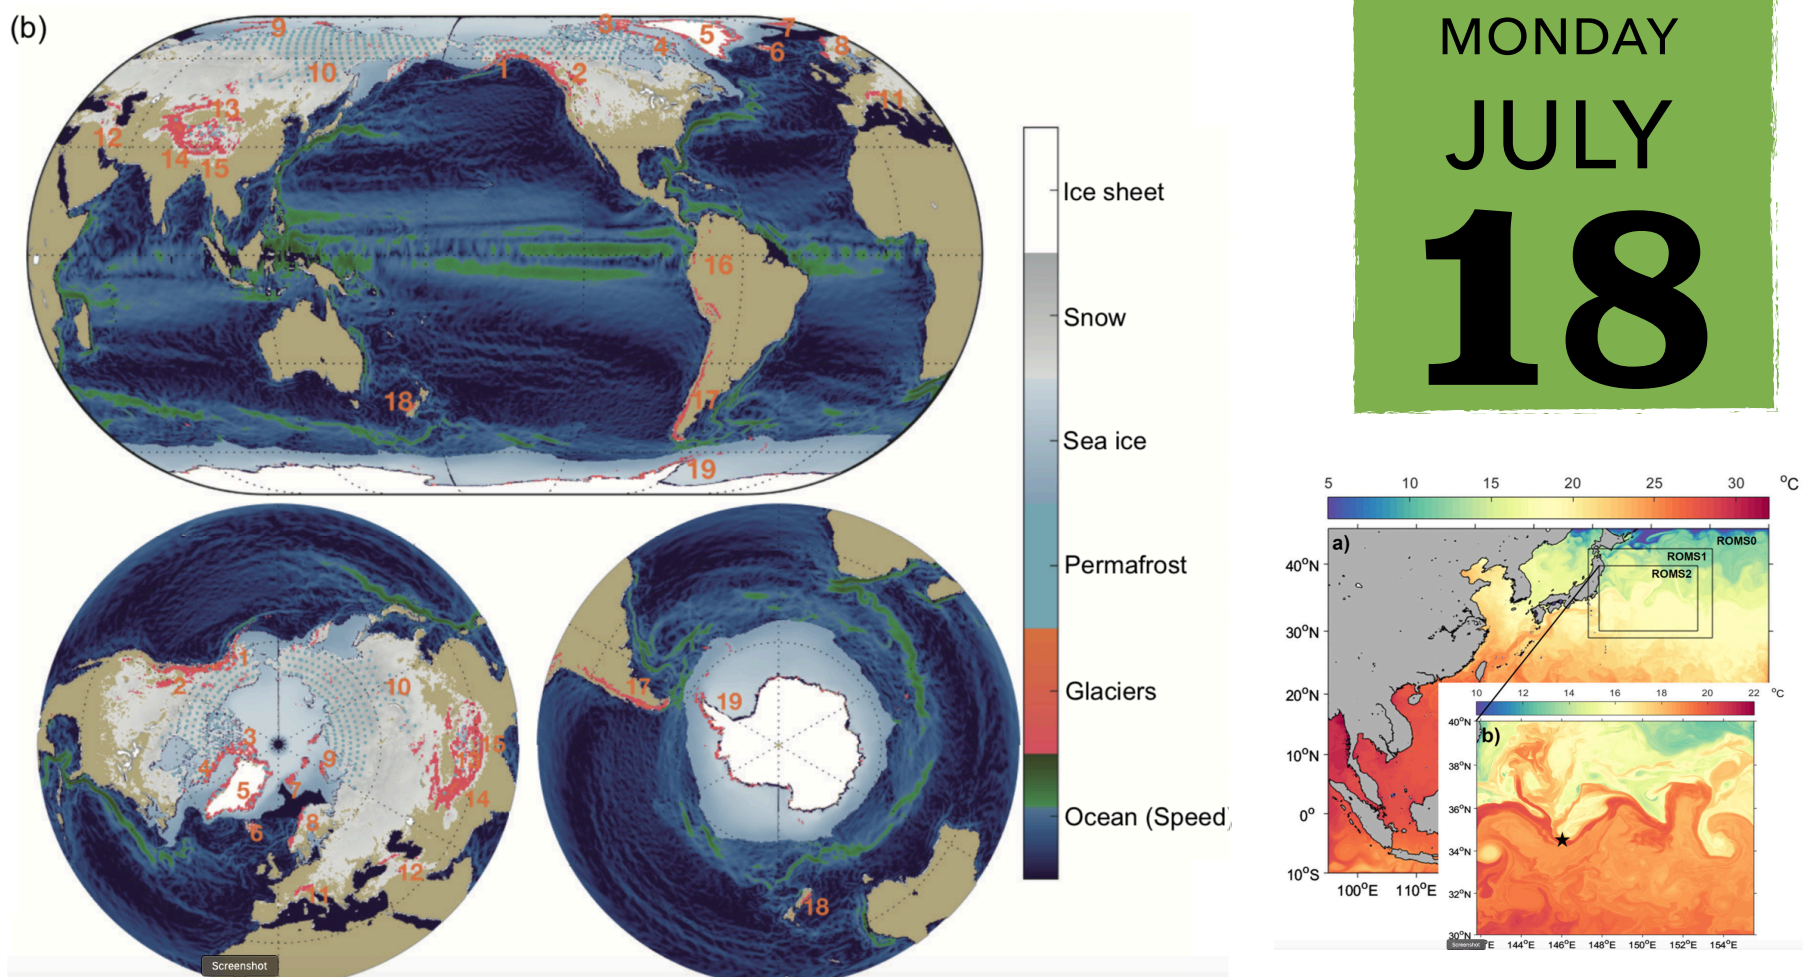 (b)
9
3
5
7
4
6
8
10
1
2
11
13
12
14
15
16
18
17
19
Ice sheet
Snow
Sea ice
Permafrost
Glaciers
Ocean (Speed)
1
2
10
3
4
9
5
7
6
8
15
13
14
12
11
17
19
18
Screenshot
MONDAY
JULY
18
5 10 15 20 25 30 °C
a)
ROMS0
ROMS1
ROMS2
40°N
30°N
20°N
10°N
0°
10°S
100°E 110°E
10 12 14 16 18 20 22 °C
b)
40°N
38°N
36°N
34°N
32°N
30°N
144°E 146°E 148°E 150°E 152°E 154°E
Screenshot